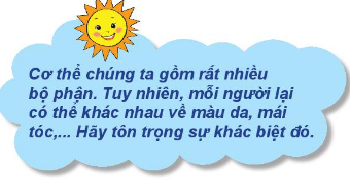 Cơ thể chúng ta gồm rất nhiều
bộ phận. Tuy nhiên, mỗi người lại
có thể khác nhau về màu da, mái
tóc,... Hãy tôn trọng sự khác biệt đó.